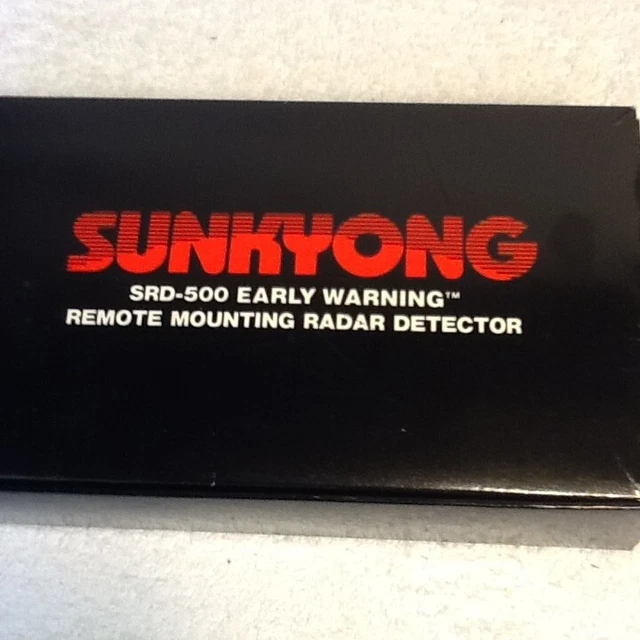 SUNKYONG
SRD-500 EARLY WARNING™
REMOTE MOUNTING RADAR DETECTOR